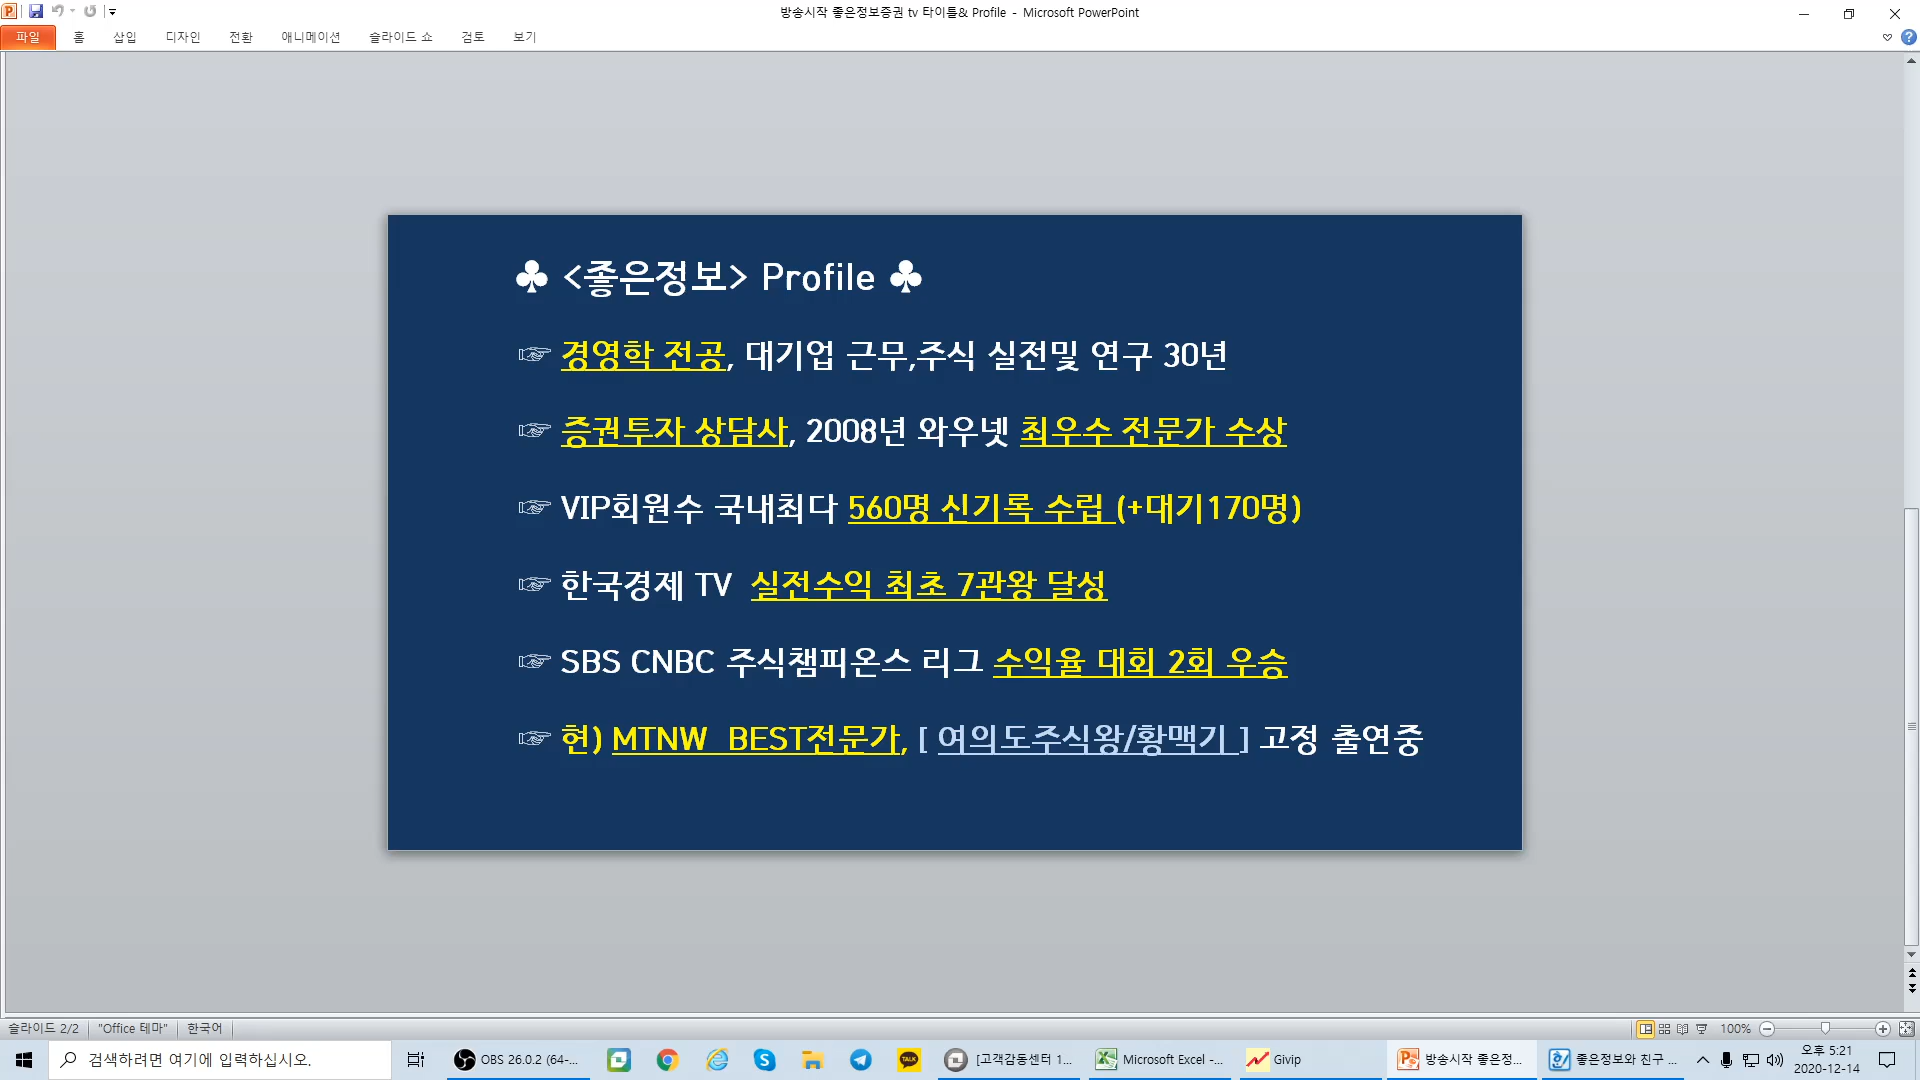 방송시작 좋은정보증권 tv 타이틀& Profile - Microsoft PowerPoint
파일 홈 삽입 디자인 전환 애니메이션 슬라이드 쇼 검토 보기
♣ <좋은정보> Profile ♣
☞ 경영학 전공, 대기업 근무,주식 실전및 연구 30년
☞ 증권투자 상담사, 2008년 와우넷 최우수 전문가 수상
☞ VIP회원수 국내최다 560명 신기록 수립 (+대기170명)
☞ 한국경제 TV 실전수익 최초 7관왕 달성
☞ SBS CNBC 주식챔피온스 리그 수익율 대회 2회 우승
☞ 현) MTNW BEST전문가, [ 여의도주식왕/황맥기 ] 고정 출연중
슬라이드 2/2 "Office 테마" 한국어 100%
검색하려면 여기에 입력하십시오. OBS 26.0.2 (64-... TALK [고객감동센터 1... Microsoft Excel -... Givip 방송시작 좋은정... 좋은정보와 친구 ... 오후 5:21
2020-12-14